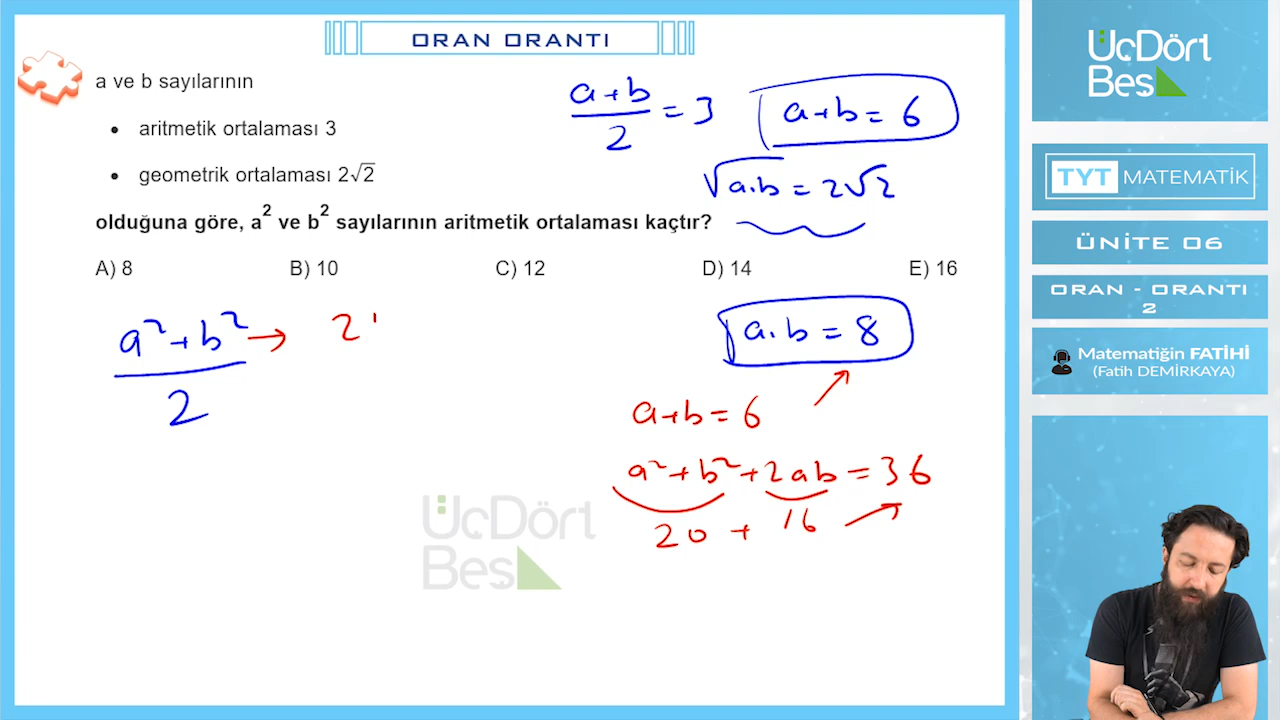 ORAN ORANTI
a ve b sayılarının
• aritmetik ortalaması 3
• geometrik ortalaması 2√2
olduğuna göre, a² ve b² sayılarının aritmetik ortalaması kaçtır?
A) 8 B) 10 C) 12 D) 14 E) 16
(a+b)/2 = 3
a+b = 6
√a.b = 2√2
a.b = 8
(a²+b²)/2 → 2
a+b = 6
a²+b²+2ab = 36
20 + 16
ÜçDört
Beş
ÜçDört
Beş
TYT MATEMATİK
ÜNİTE 06
ORAN - ORANTI
2
Matematiğin FATİHİ
(Fatih DEMİRKAYA)